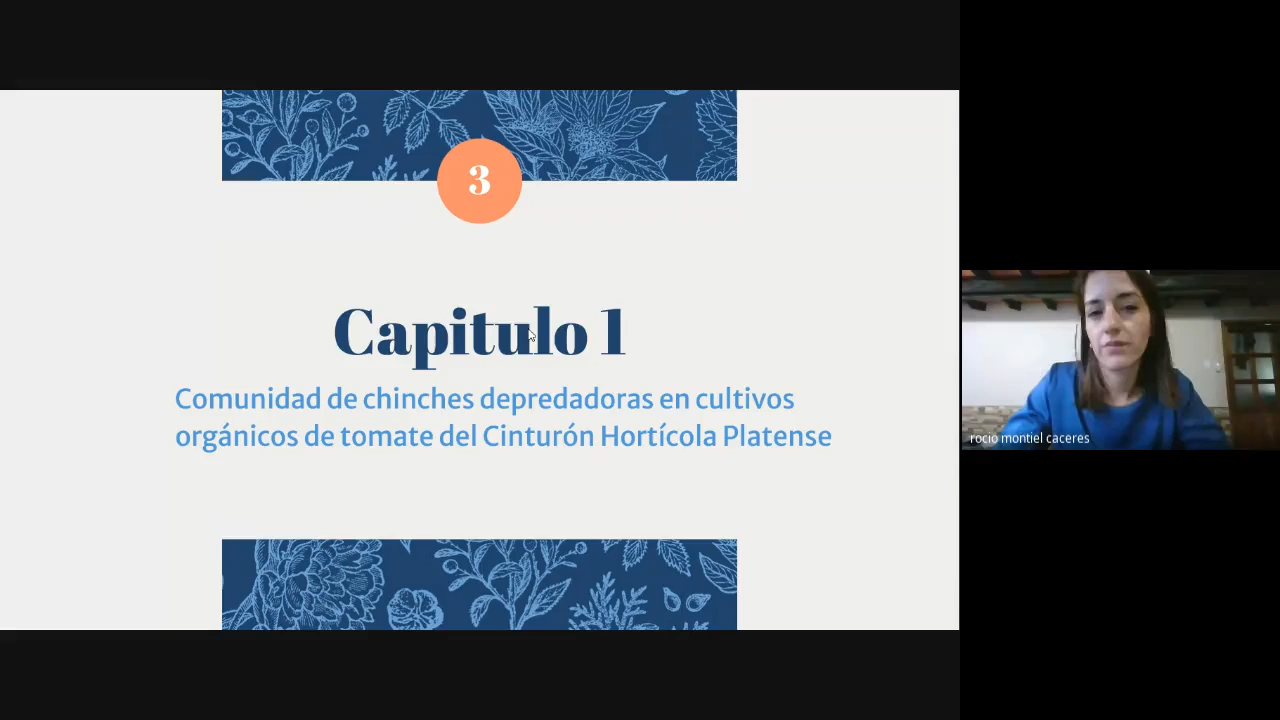 3
Capitulo 1
Comunidad de chinches depredadoras en cultivos
orgánicos de tomate del Cinturón Hortícola Platense
rocio montiel caceres